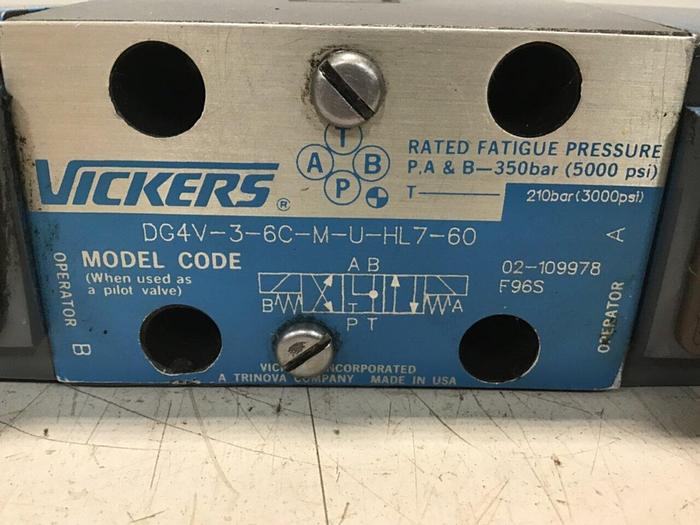 T
A B
P
VICKERS ®
RATED FATIGUE PRESSURE
P,A & B—350bar (5000 psi)
T
210bar (3000psi)
DG4V-3-6C-M-U-HL7-60
MODEL CODE
(When used as
a pilot valve)
02-109978
F96S
OPERATOR B
OPERATOR A
A B
B A
P T
INCORPORATED
A TRINOVA COMPANY MADE IN USA